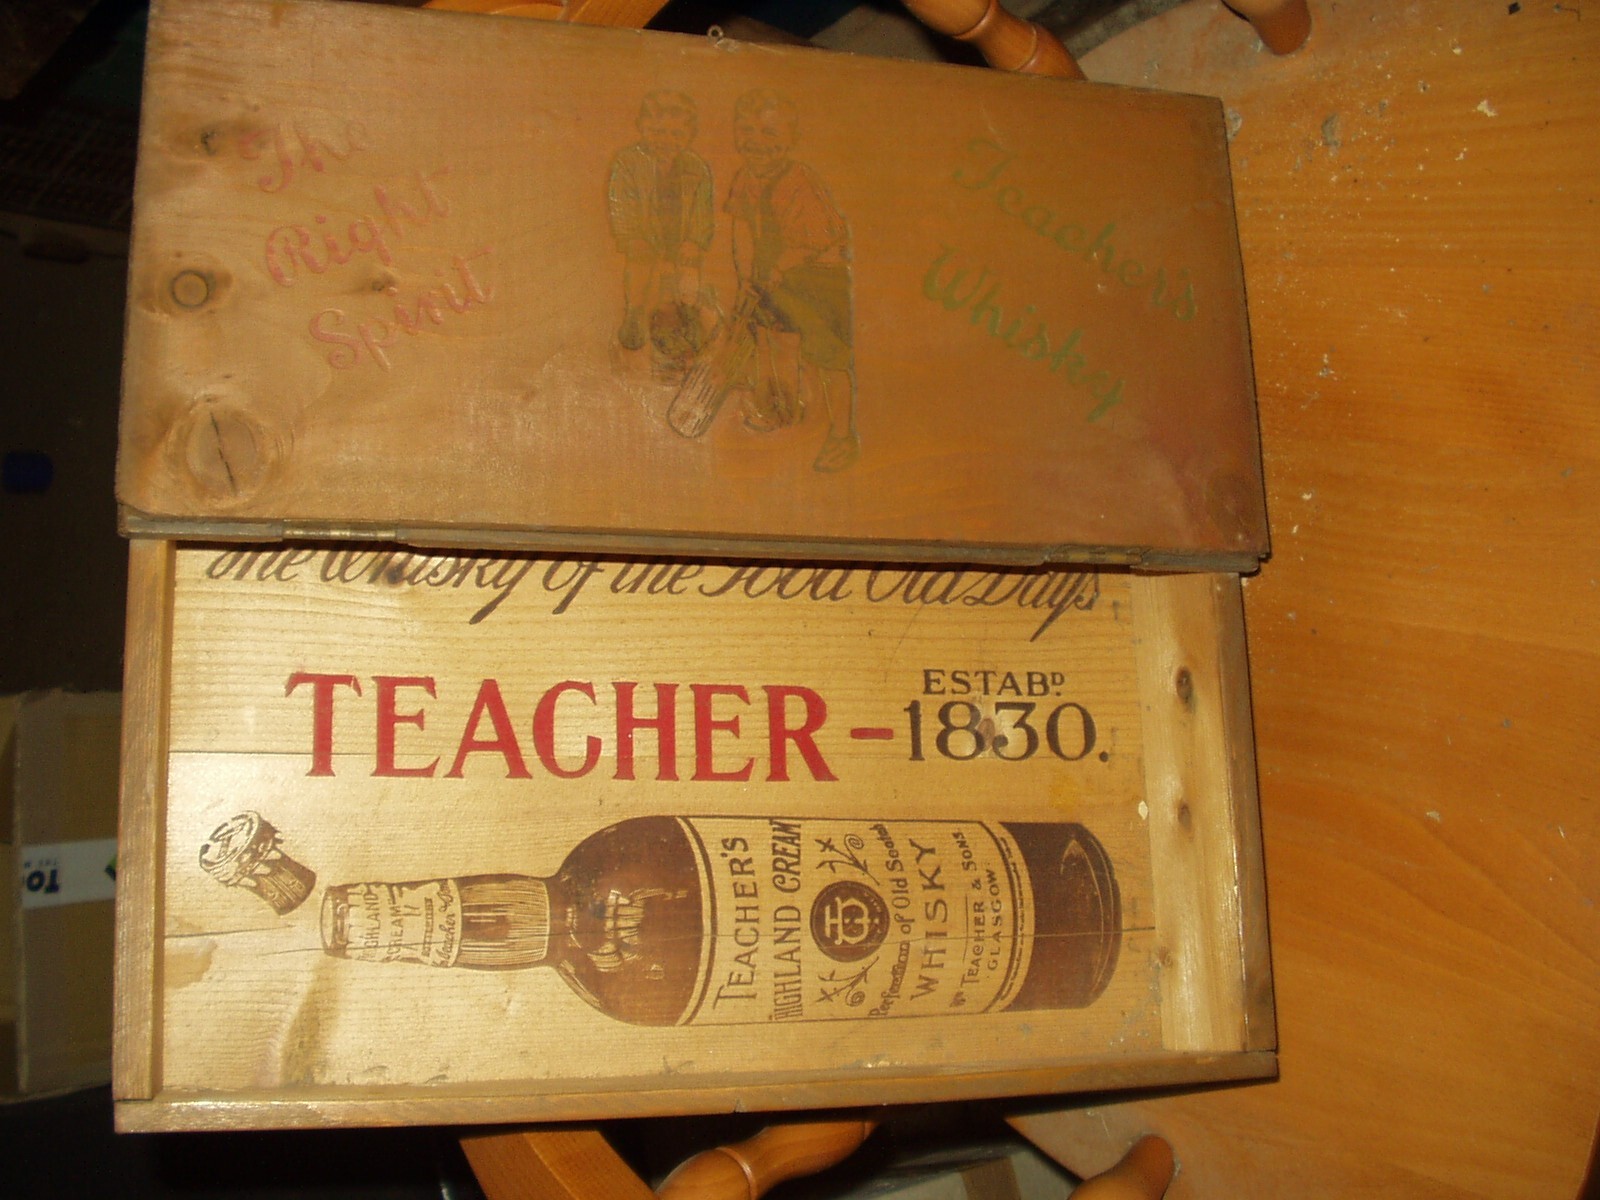 The
Right
Spirit
Teacher's
Whisky
The Whisky of the Good Old Days
TEACHER - ESTABD.
1830.
HIGHLAND
CREAM
TEACHER'S
HIGHLAND CREAM
Perfection of Old Scotch
WHISKY
Wm TEACHER & SONS
GLASGOW
TO